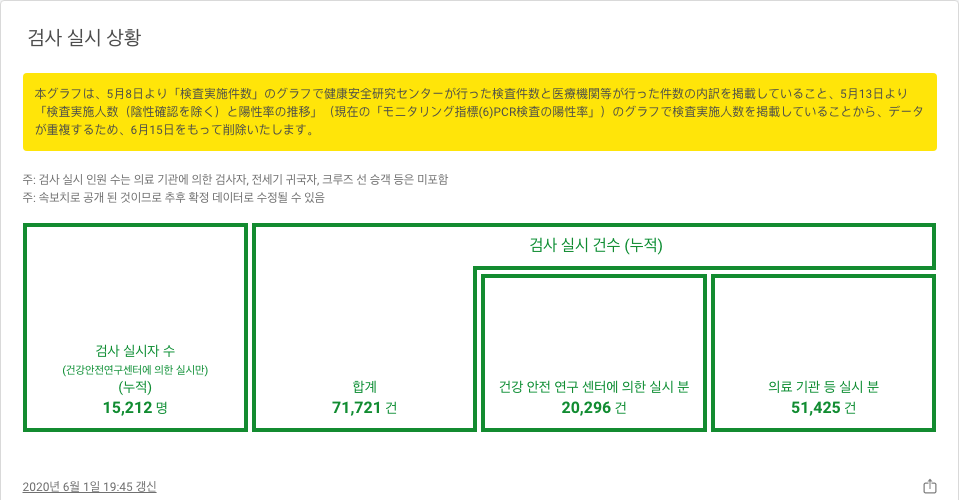 검사 실시 상황
本グラフは、5月8日より「検査実施件数」のグラフで健康安全研究センターが行った検査件数と医療機関等が行った件数の内訳を掲載していること、5月13日より
「検査実施人数（陰性確認を除く）と陽性率の推移」（現在の「モニタリング指標(6)PCR検査の陽性率」）のグラフで検査実施人数を掲載していることから、データ
が重複するため、6月15日をもって削除いたします。
주: 검사 실시 인원 수는 의료 기관에 의한 검사자, 전세기 귀국자, 크루즈 선 승객 등은 미포함
주: 속보치로 공개 된 것이므로 추후 확정 데이터로 수정될 수 있음
검사 실시 건수 (누적)
검사 실시자 수
(건강안전연구센터에 의한 실시만)
(누적)
15,212 명
합계
71,721 건
건강 안전 연구 센터에 의한 실시 분
20,296 건
의료 기관 등 실시 분
51,425 건
2020년 6월 1일 19:45 갱신